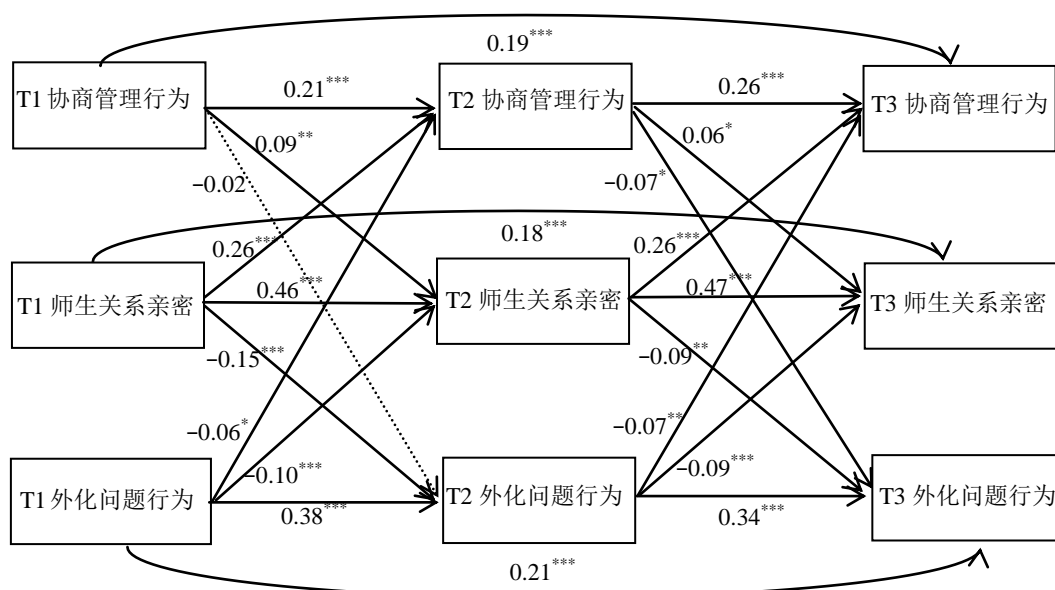 0.19***
T1 协商管理行为
0.21***
T2 协商管理行为
0.26***
T3 协商管理行为
0.09**
0.06*
−0.02
−0.07*
0.26***
0.18***
0.26***
T1 师生关系亲密
0.46***
T2 师生关系亲密
0.47***
T3 师生关系亲密
−0.15***
−0.09**
−0.06*
−0.07**
T1 外化问题行为
−0.10***
T2 外化问题行为
−0.09***
T3 外化问题行为
0.38***
0.34***
0.21***